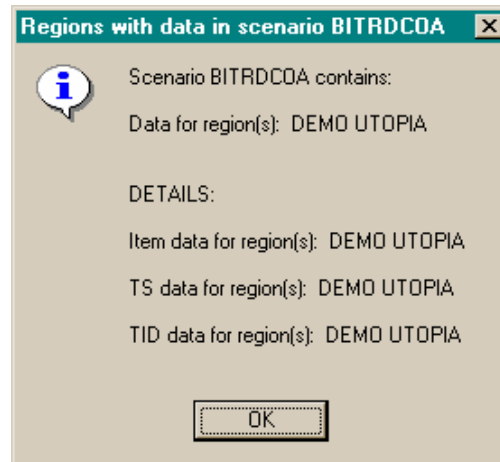 Regions with data in scenario BITRDCOA
Scenario BITRDCOA contains:
Data for region(s): DEMO UTOPIA
DETAILS:
Item data for region(s): DEMO UTOPIA
TS data for region(s): DEMO UTOPIA
TID data for region(s): DEMO UTOPIA
OK